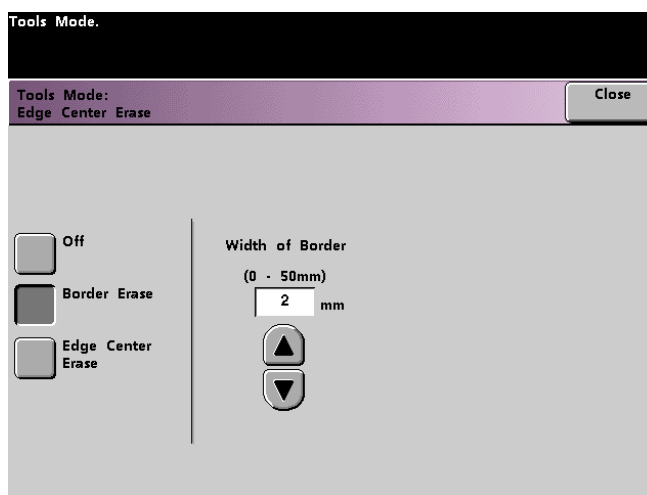 Tools Mode.
Tools Mode:
Edge Center Erase
Close
Off
Border Erase
Edge Center
Erase
Width of Border
(0 - 50mm)
2 mm